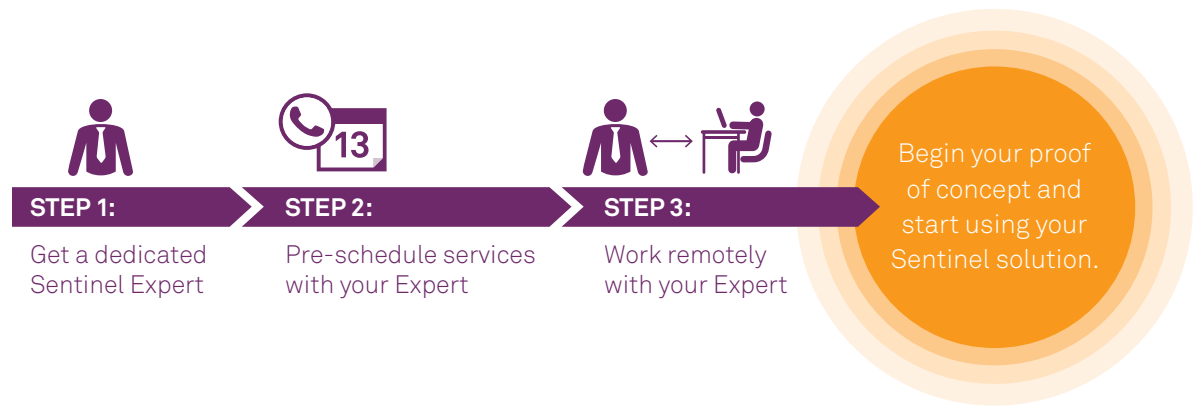 13
STEP 1:
Get a dedicated
Sentinel Expert
STEP 2:
Pre-schedule services
with your Expert
STEP 3:
Work remotely
with your Expert
Begin your proof
of concept and
start using your
Sentinel solution.